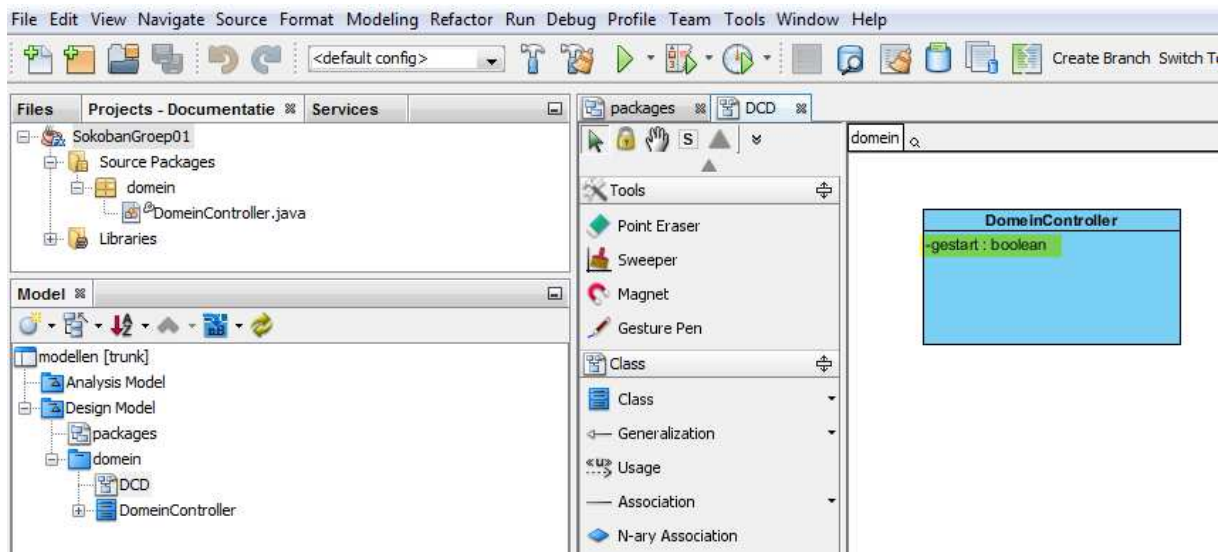 File Edit View Navigate Source Format Modeling Refactor Run Debug Profile Team Tools Window Help
<default config>
Create Branch Switch To
Files Projects - Documentatie Services
SokobanGroep01
Source Packages
domein
DomeinController.java
Libraries
Model
modellen [trunk]
Analysis Model
Design Model
packages
domein
DCD
DomeinController
packages DCD
S
Tools
Point Eraser
Sweeper
Magnet
Gesture Pen
Class
Class
Generalization
Usage
Association
N-ary Association
domein
DomeinController
-gestart : boolean